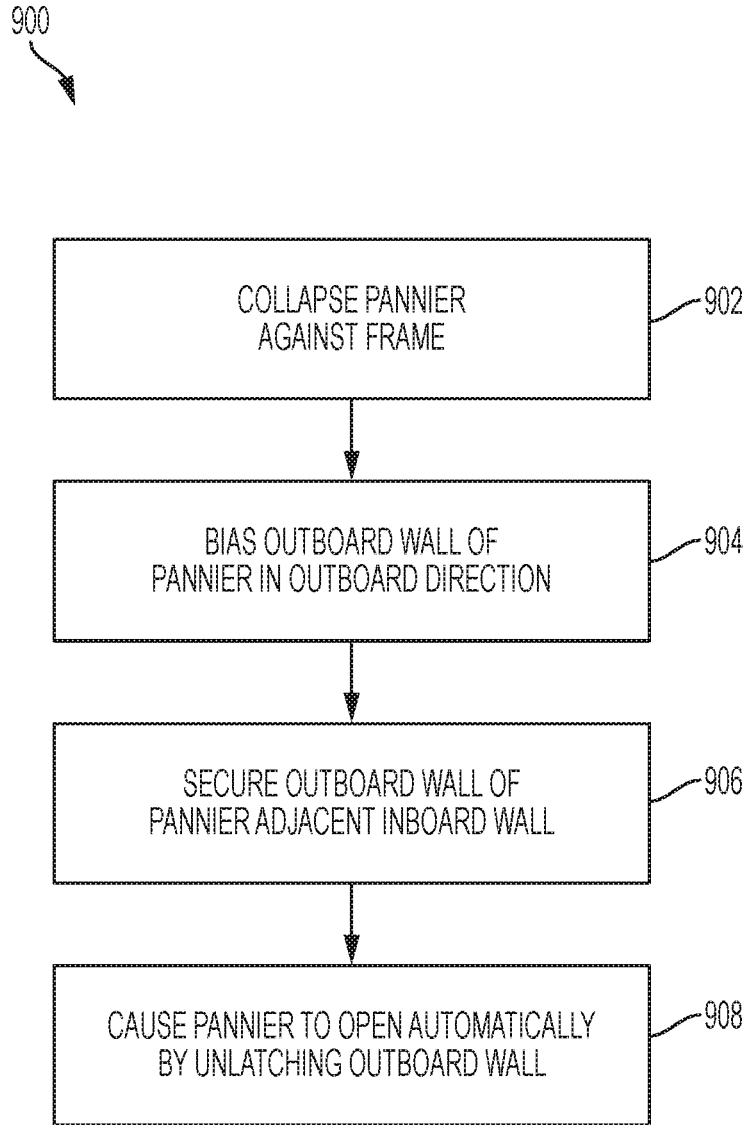 900
COLLAPSE PANNIER
AGAINST FRAME
902
BIAS OUTBOARD WALL OF
PANNIER IN OUTBOARD DIRECTION
904
SECURE OUTBOARD WALL OF
PANNIER ADJACENT INBOARD WALL
906
CAUSE PANNIER TO OPEN AUTOMATICALLY
BY UNLATCHING OUTBOARD WALL
908